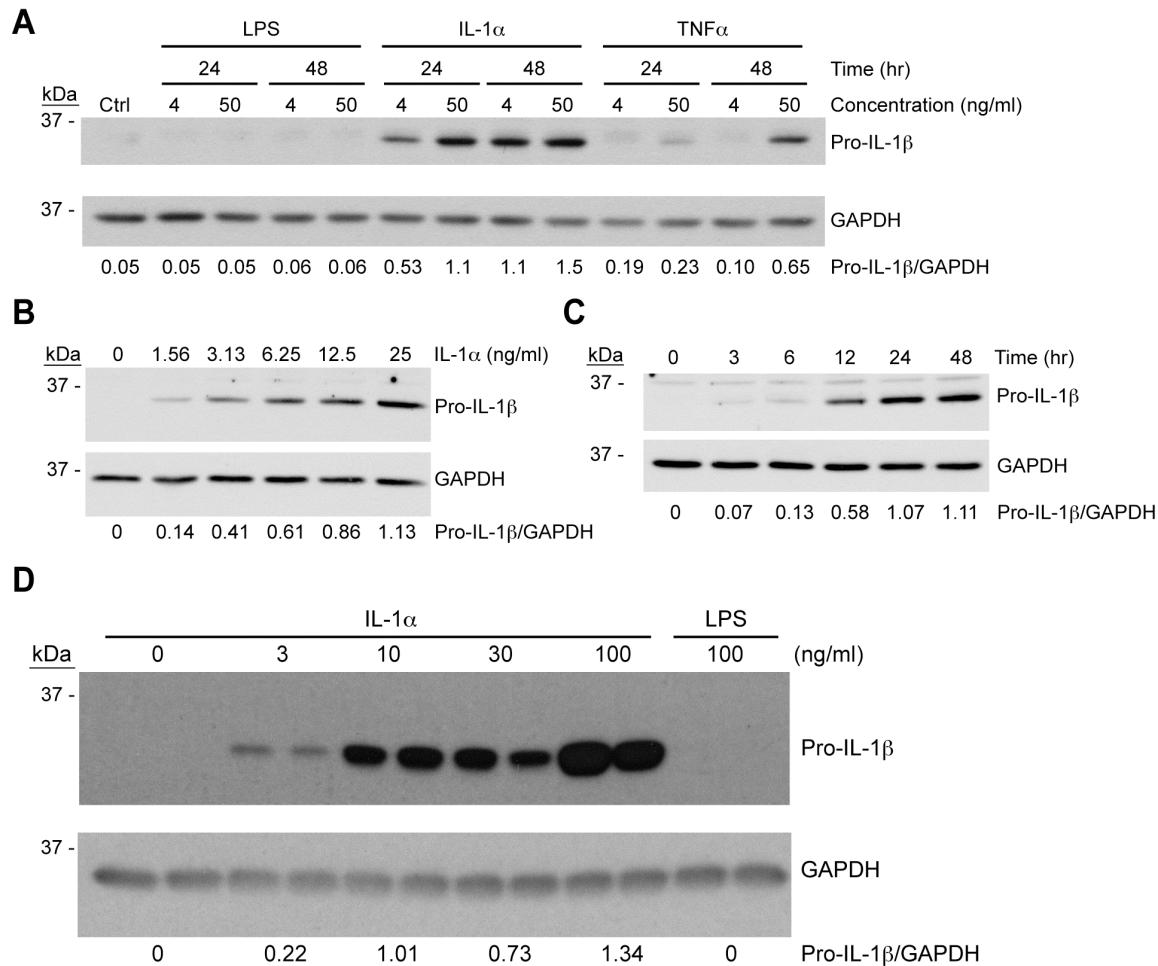 A
LPS IL-1α TNFα
24 48 24 48 24 48 Time (hr)
kDa Ctrl 4 50 4 50 4 50 4 50 4 50 4 50 Concentration (ng/ml)
37 -
Pro-IL-1β
37 -
GAPDH
0.05 0.05 0.05 0.06 0.06 0.53 1.1 1.1 1.5 0.19 0.23 0.10 0.65 Pro-IL-1β/GAPDH
B
kDa 0 1.56 3.13 6.25 12.5 25 IL-1α (ng/ml)
37 -
Pro-IL-1β
37 -
GAPDH
0 0.14 0.41 0.61 0.86 1.13 Pro-IL-1β/GAPDH
C
kDa 0 3 6 12 24 48 Time (hr)
37 -
Pro-IL-1β
37 -
GAPDH
0 0.07 0.13 0.58 1.07 1.11 Pro-IL-1β/GAPDH
D
IL-1α LPS
kDa 0 3 10 30 100 100 (ng/ml)
37 -
Pro-IL-1β
37 -
GAPDH
0 0.22 1.01 0.73 1.34 0 Pro-IL-1β/GAPDH